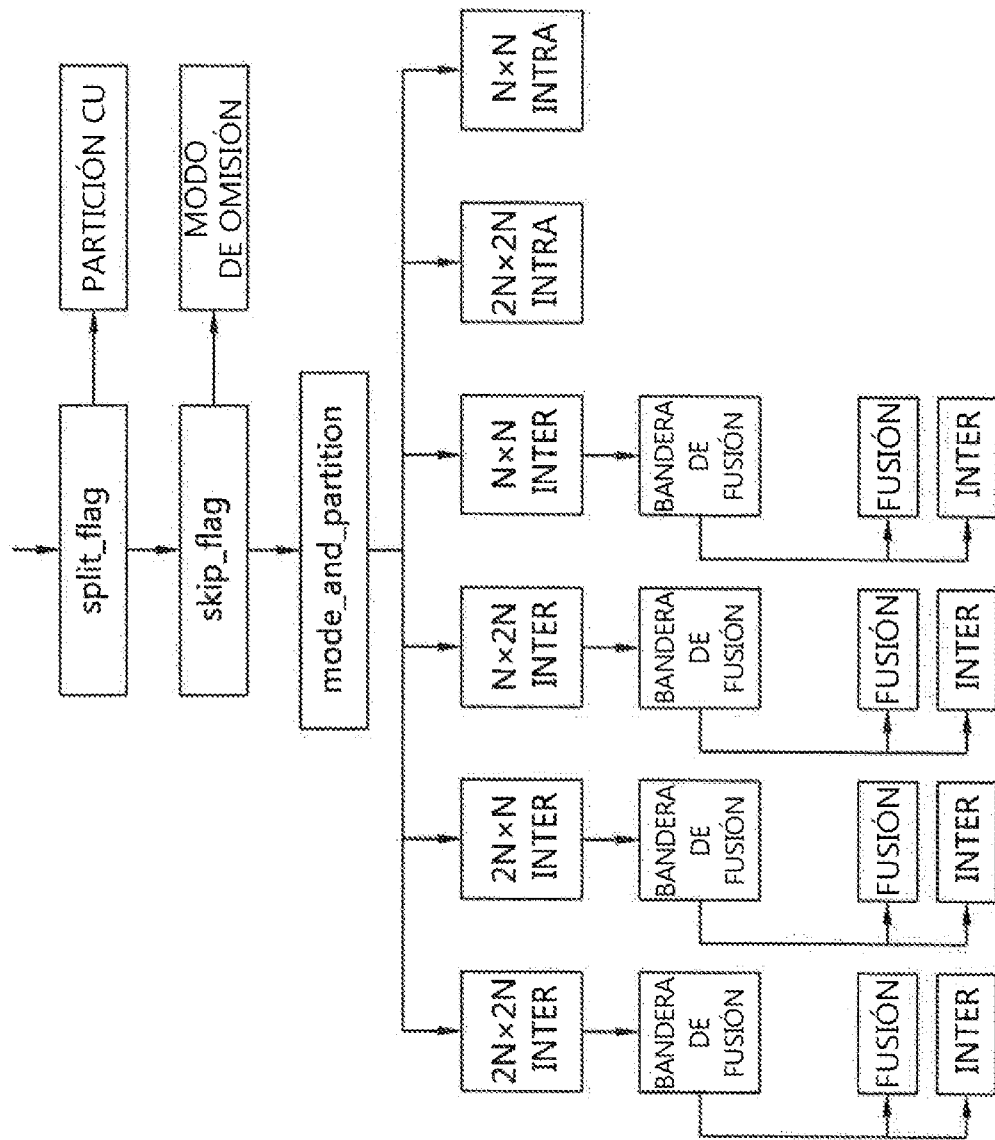 split_flag
PARTICIÓN CU
skip_flag
MODO
DE OMISIÓN
mode_and_partition
2N×2N
INTER
2N×N
INTER
N×2N
INTER
N×N
INTER
2N×2N
INTRA
N×N
INTRA
BANDERA
DE
FUSIÓN
BANDERA
DE
FUSIÓN
BANDERA
DE
FUSIÓN
BANDERA
DE
FUSIÓN
FUSIÓN
FUSIÓN
FUSIÓN
FUSIÓN
INTER
INTER
INTER
INTER